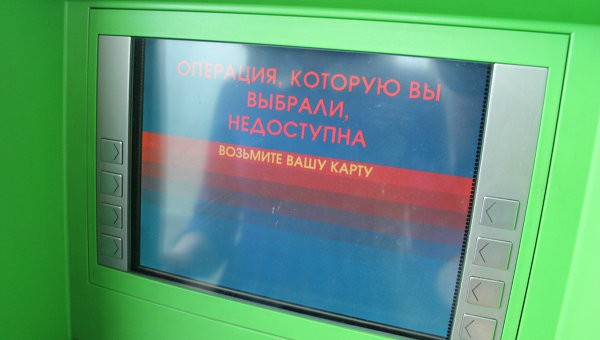 ОПЕРАЦИЯ, КОТОРУЮ ВЫ
ВЫБРАЛИ,
НЕДОСТУПНА
ВОЗЬМИТЕ ВАШУ КАРТУ